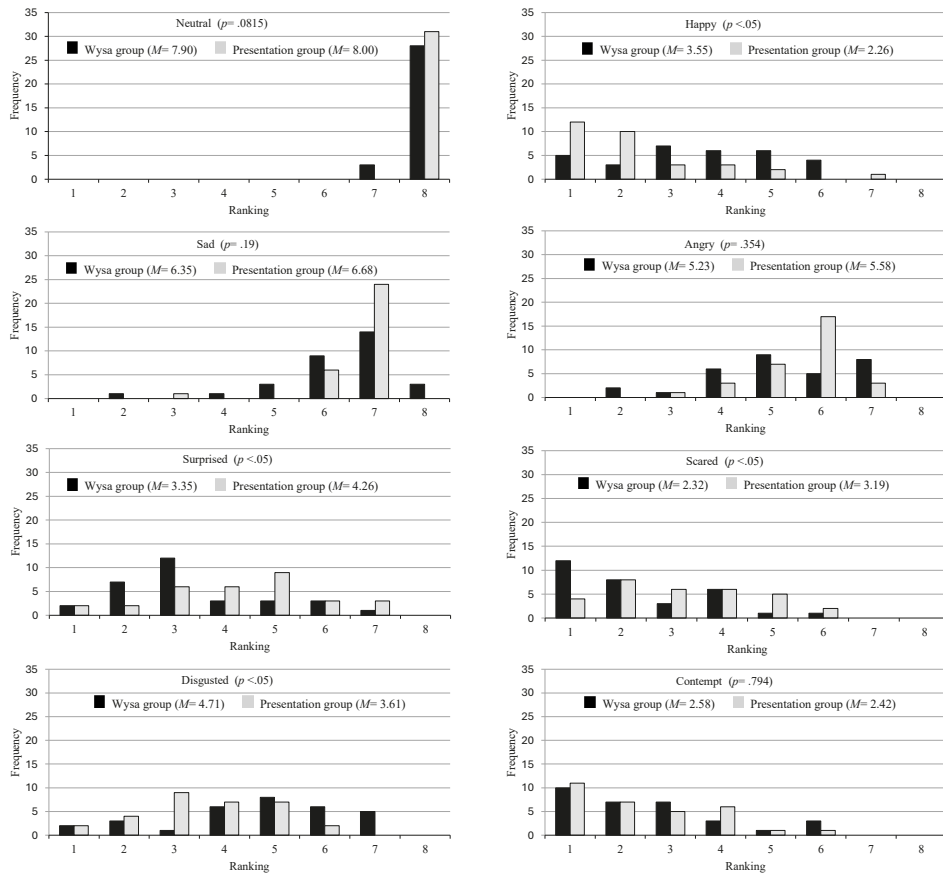 Neutral (p= .0815)
Wysa group (M= 7.90) Presentation group (M= 8.00)
Frequency
35
30
25
20
15
10
5
0
1 2 3 4 5 6 7 8
Ranking
Happy (p <.05)
Wysa group (M= 3.55) Presentation group (M= 2.26)
Frequency
35
30
25
20
15
10
5
0
1 2 3 4 5 6 7 8
Ranking
Sad (p= .19)
Wysa group (M= 6.35) Presentation group (M= 6.68)
Frequency
35
30
25
20
15
10
5
0
1 2 3 4 5 6 7 8
Ranking
Angry (p= .354)
Wysa group (M= 5.23) Presentation group (M= 5.58)
Frequency
35
30
25
20
15
10
5
0
1 2 3 4 5 6 7 8
Ranking
Surprised (p <.05)
Wysa group (M= 3.35) Presentation group (M= 4.26)
Frequency
35
30
25
20
15
10
5
0
1 2 3 4 5 6 7 8
Ranking
Scared (p <.05)
Wysa group (M= 2.32) Presentation group (M= 3.19)
Frequency
35
30
25
20
15
10
5
0
1 2 3 4 5 6 7 8
Ranking
Disgusted (p <.05)
Wysa group (M= 4.71) Presentation group (M= 3.61)
Frequency
35
30
25
20
15
10
5
0
1 2 3 4 5 6 7 8
Ranking
Contempt (p= .794)
Wysa group (M= 2.58) Presentation group (M= 2.42)
Frequency
35
30
25
20
15
10
5
0
1 2 3 4 5 6 7 8
Ranking